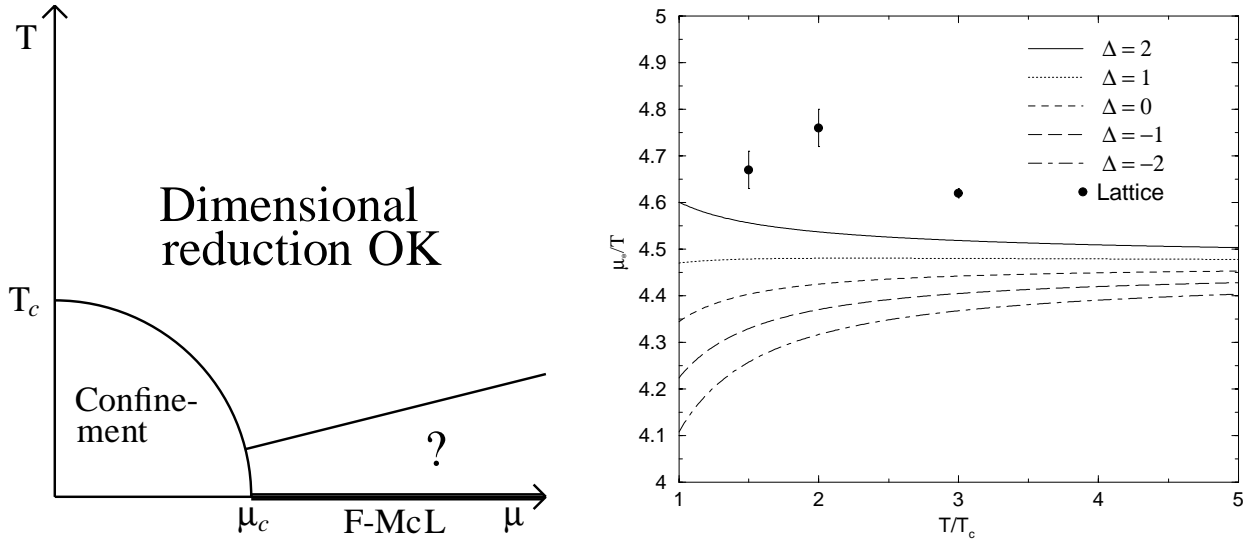 T
Dimensional
reduction OK
T_c
Confine-
ment
?
μ_c
F-McL
μ
5
4.9
4.8
4.7
4.6
4.5
4.4
4.3
4.2
4.1
4
μ_*/T
Δ = 2
Δ = 1
Δ = 0
Δ = −1
Δ = −2
Lattice
1 2 3 4 5
T/T_c